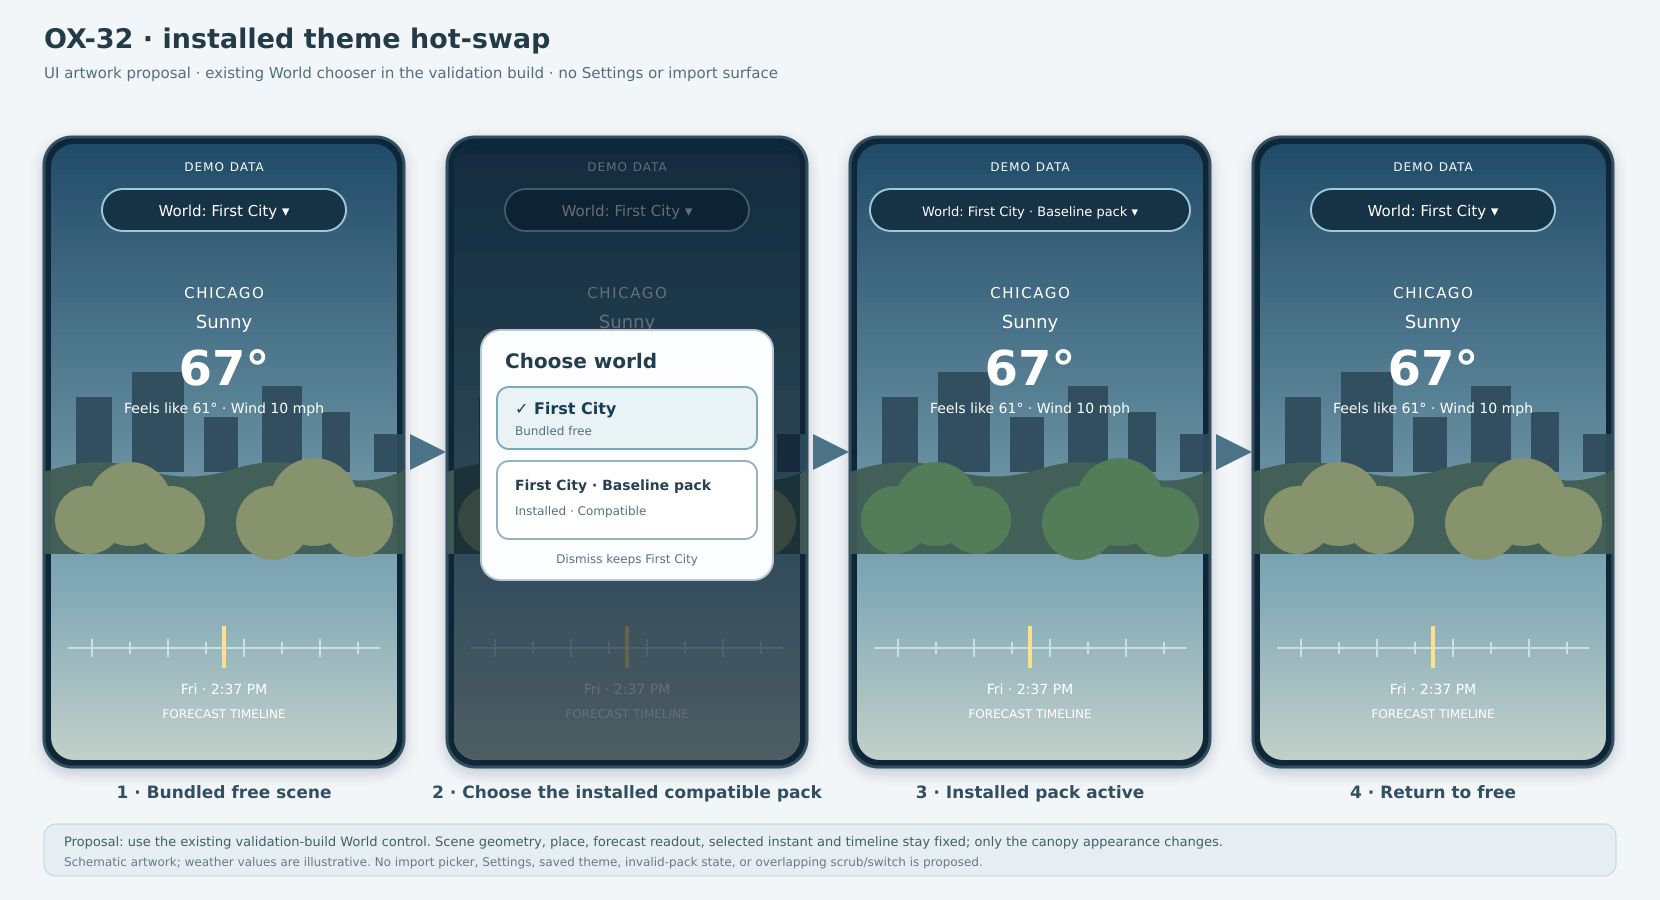 OX-32 · installed theme hot-swap
UI artwork proposal · existing World chooser in the validation build · no Settings or import surface
DEMO DATA
World: First City ▾
CHICAGO
Sunny
67°
Feels like 61° · Wind 10 mph
Fri · 2:37 PM
FORECAST TIMELINE
1 · Bundled free scene
DEMO DATA
World: First City ▾
CHICAGO
Sunny
Choose world
✓ First City
Bundled free
First City · Baseline pack
Installed · Compatible
Dismiss keeps First City
Fri · 2:37 PM
FORECAST TIMELINE
2 · Choose the installed compatible pack
DEMO DATA
World: First City · Baseline pack ▾
CHICAGO
Sunny
67°
Feels like 61° · Wind 10 mph
Fri · 2:37 PM
FORECAST TIMELINE
3 · Installed pack active
DEMO DATA
World: First City ▾
CHICAGO
Sunny
67°
Feels like 61° · Wind 10 mph
Fri · 2:37 PM
FORECAST TIMELINE
4 · Return to free
Proposal: use the existing validation-build World control. Scene geometry, place, forecast readout, selected instant and timeline stay fixed; only the canopy appearance changes.
Schematic artwork; weather values are illustrative. No import picker, Settings, saved theme, invalid-pack state, or overlapping scrub/switch is proposed.